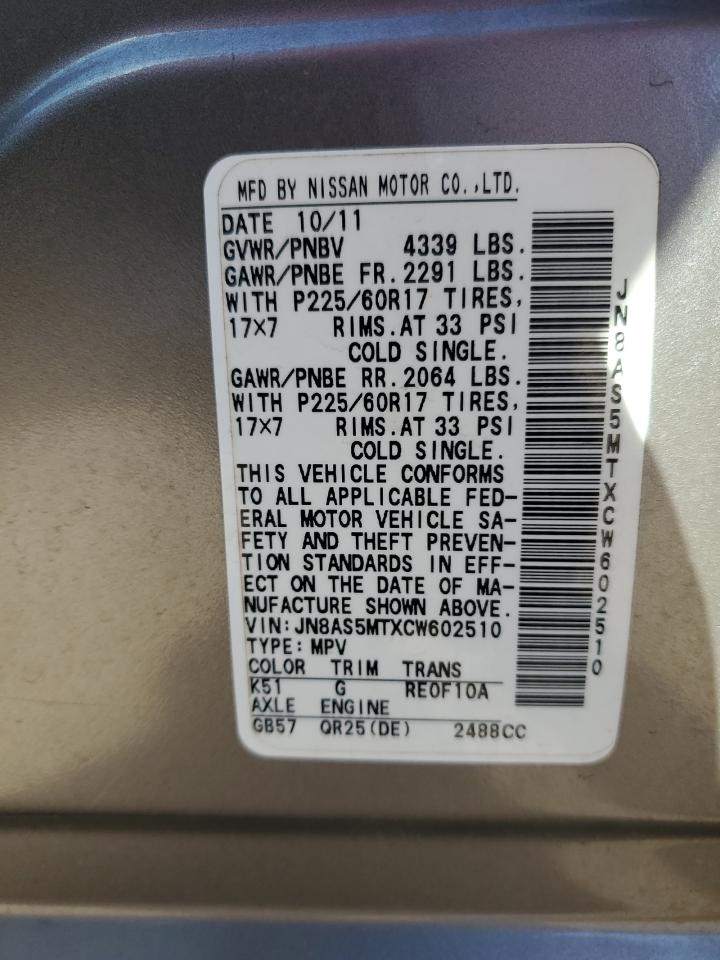 MFD BY NISSAN MOTOR CO.,LTD.
DATE 10/11
GVWR/PNBV 4339 LBS.
GAWR/PNBE FR. 2291 LBS.
WITH P225/60R17 TIRES,
17×7 RIMS.AT 33 PSI
COLD SINGLE.
GAWR/PNBE RR. 2064 LBS.
WITH P225/60R17 TIRES,
17×7 RIMS.AT 33 PSI
COLD SINGLE.
THIS VEHICLE CONFORMS
TO ALL APPLICABLE FED-
ERAL MOTOR VEHICLE SA-
FETY AND THEFT PREVEN-
TION STANDARDS IN EFF-
ECT ON THE DATE OF MA-
NUFACTURE SHOWN ABOVE.
VIN:JN8AS5MTXCW602510
TYPE:MPV
COLOR TRIM TRANS
K51 G RE0F10A
AXLE ENGINE
GB57 QR25(DE) 2488CC
JN8AS5MTXCW602510